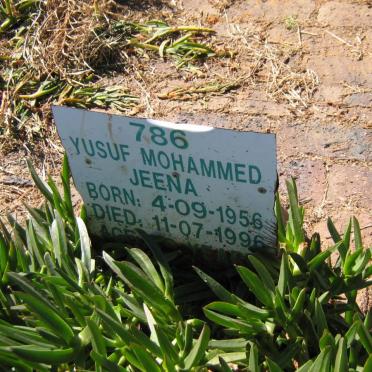 786
YUSUF MOHAMMED
JEENA
BORN: 4-09-1956
DIED: 11-07-1996